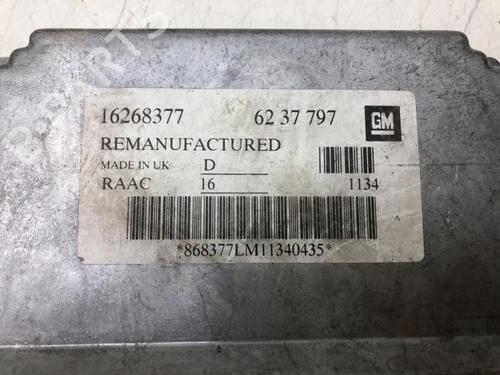 16268377 62 37 797 GM
REMANUFACTURED
MADE IN UK D
RAAC 16 1134
*868377LM11340435*